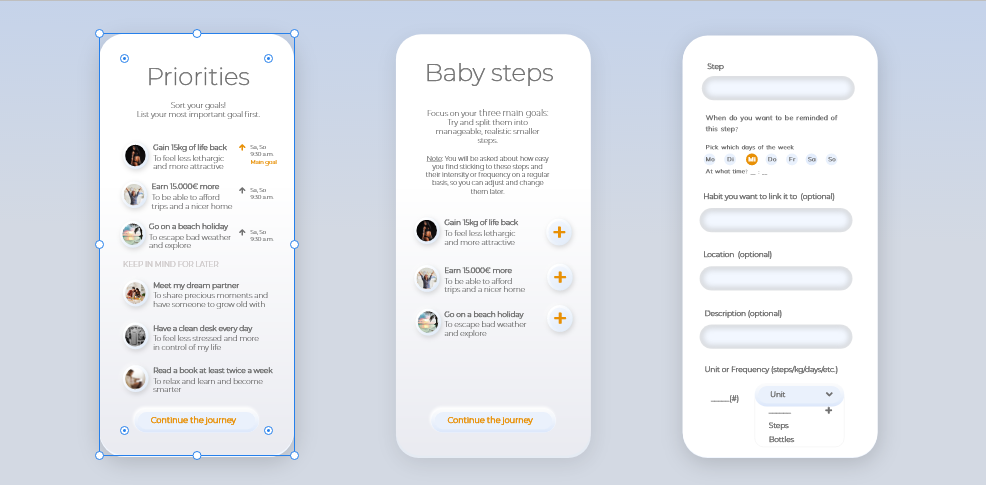 Priorities
Sort your goals!
List your most important goal first.
Gain 15kg of life back
To feel less lethargic
and more attractive
Sa, So
9.30 a.m.
Main goal
Earn 15.000€ more
To be able to afford
trips and a nicer home
Sa, So
9.30 a.m.
Go on a beach holiday
To escape bad weather
and explore
Sa, So
9.30 a.m.
KEEP IN MIND FOR LATER
Meet my dream partner
To share precious moments and
have someone to grow old with
Have a clean desk every day
To feel less stressed and more
in control of my life
Read a book at least twice a week
To relax and learn and become
smarter
Continue the journey
Baby steps
Focus on your three main goals:
Try and split them into
manageable, realistic smaller
steps.
Note: You will be asked about how easy
you find sticking to these steps and
their intensity or frequency on a regular
basis, so you can adjust and change
them later.
Gain 15kg of life back
To feel less lethargic
and more attractive
+
Earn 15.000€ more
To be able to afford
trips and a nicer home
+
Go on a beach holiday
To escape bad weather
and explore
+
Continue the journey
Step
When do you want to be reminded of
this step?
Pick which days of the week
Mo Di Mi Do Fr Sa So
At what time? __ : __
Habit you want to link it to (optional)
Location (optional)
Description (optional)
Unit or Frequency (steps/kg/days/etc.)
____(#)
Unit
_____ +
Steps
Bottles